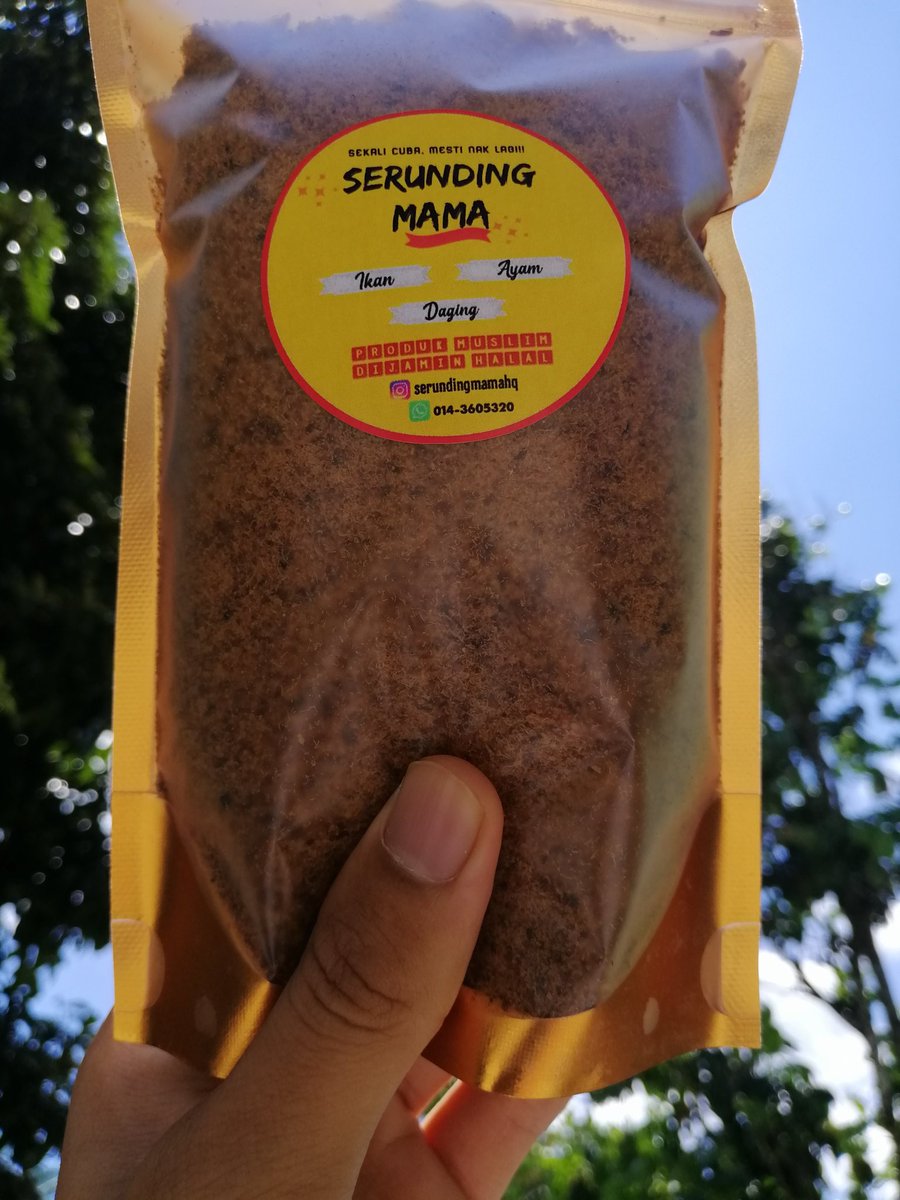 SEKALI CUBA, MESTI NAK LAGI!!!
SERUNDING
MAMA
Ikan
Ayam
Daging
PRODUK MUSLIM
DIJAMIN HALAL
serundingmamahq
014-3605320